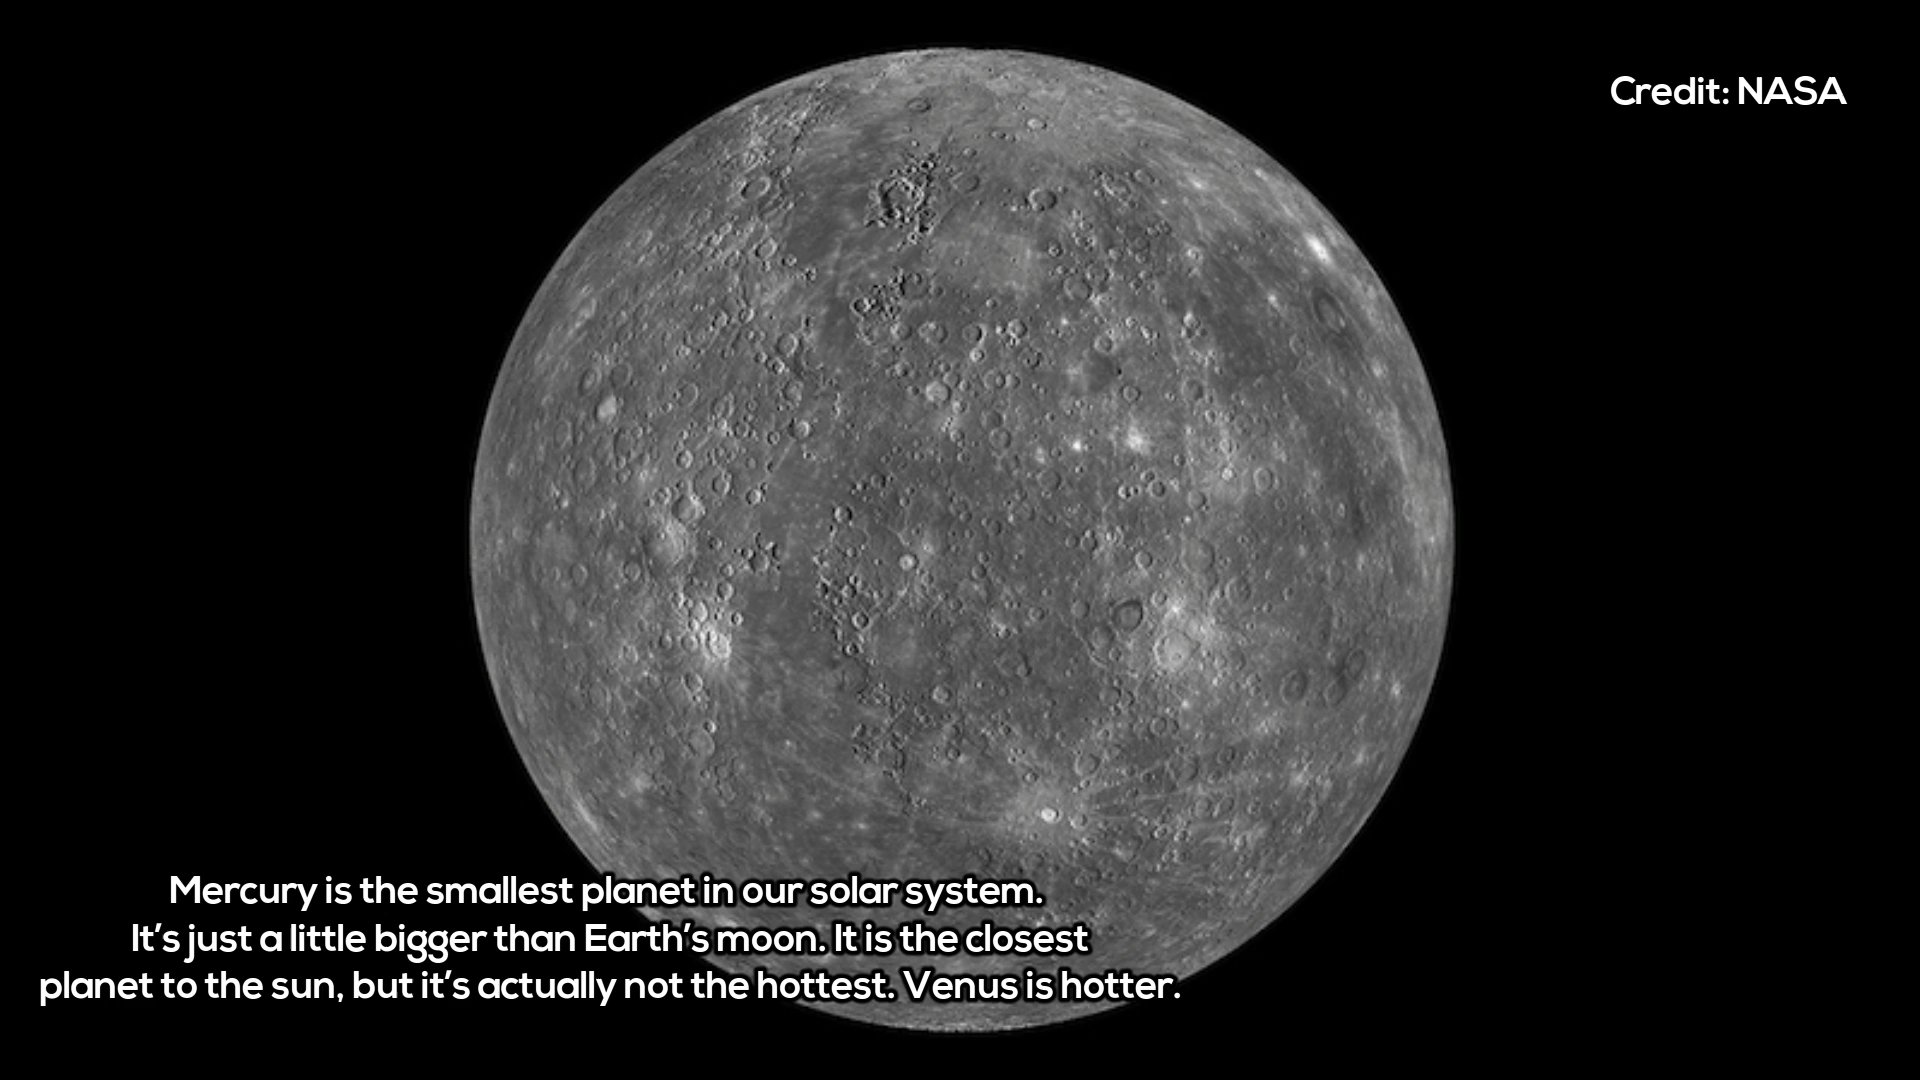 Credit: NASA
Mercury is the smallest planet in our solar system.
It’s just a little bigger than Earth’s moon. It is the closest
planet to the sun, but it’s actually not the hottest. Venus is hotter.